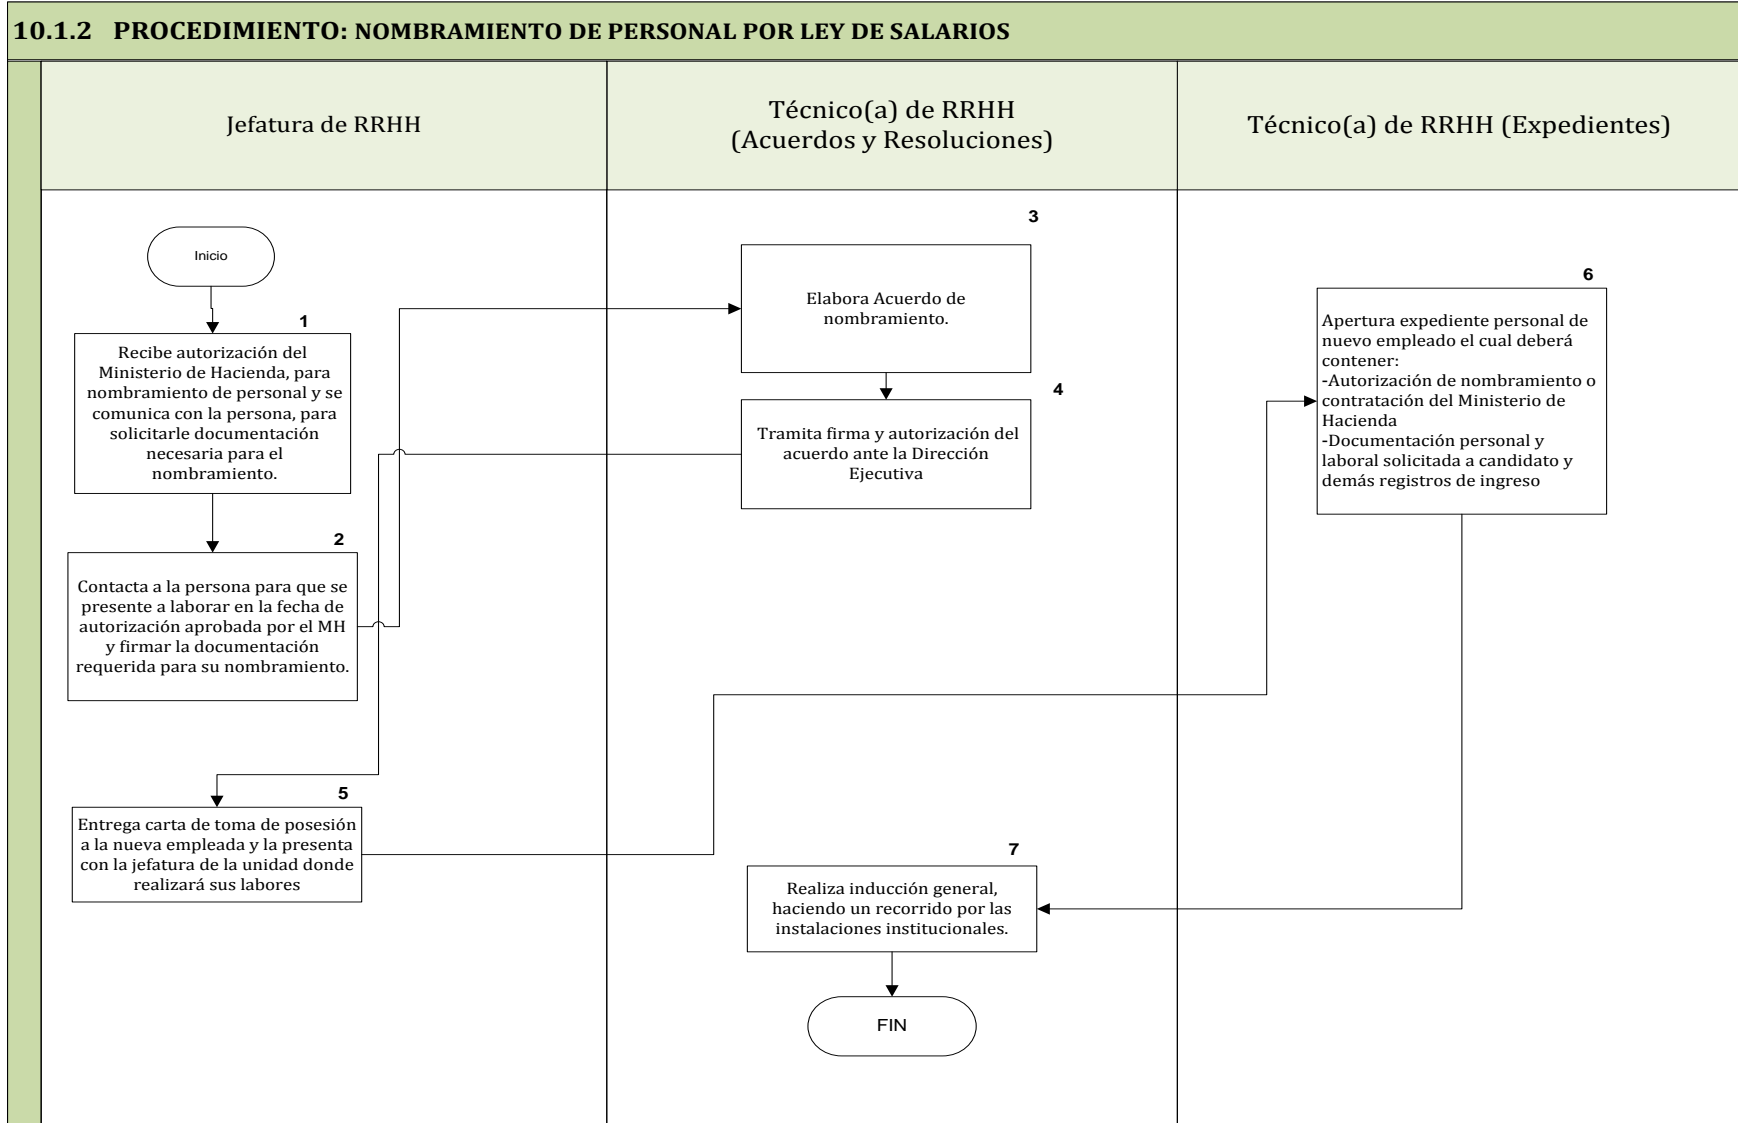 10.1.2 PROCEDIMIENTO: NOMBRAMIENTO DE PERSONAL POR LEY DE SALARIOS
Jefatura de RRHH
Técnico(a) de RRHH
(Acuerdos y Resoluciones)
Técnico(a) de RRHH (Expedientes)
Inicio
1
Recibe autorización del
Ministerio de Hacienda, para
nombramiento de personal y se
comunica con la persona, para
solicitarle documentación
necesaria para el
nombramiento.
2
Contacta a la persona para que se
presente a laborar en la fecha de
autorización aprobada por el MH
y firmar la documentación
requerida para su nombramiento.
3
Elabora Acuerdo de
nombramiento.
4
Tramita firma y autorización del
acuerdo ante la Dirección
Ejecutiva
5
Entrega carta de toma de posesión
a la nueva empleada y la presenta
con la jefatura de la unidad donde
realizará sus labores
6
Apertura expediente personal de
nuevo empleado el cual deberá
contener:
-Autorización de nombramiento o
contratación del Ministerio de
Hacienda
-Documentación personal y
laboral solicitada a candidato y
demás registros de ingreso
7
Realiza inducción general,
haciendo un recorrido por las
instalaciones institucionales.
FIN